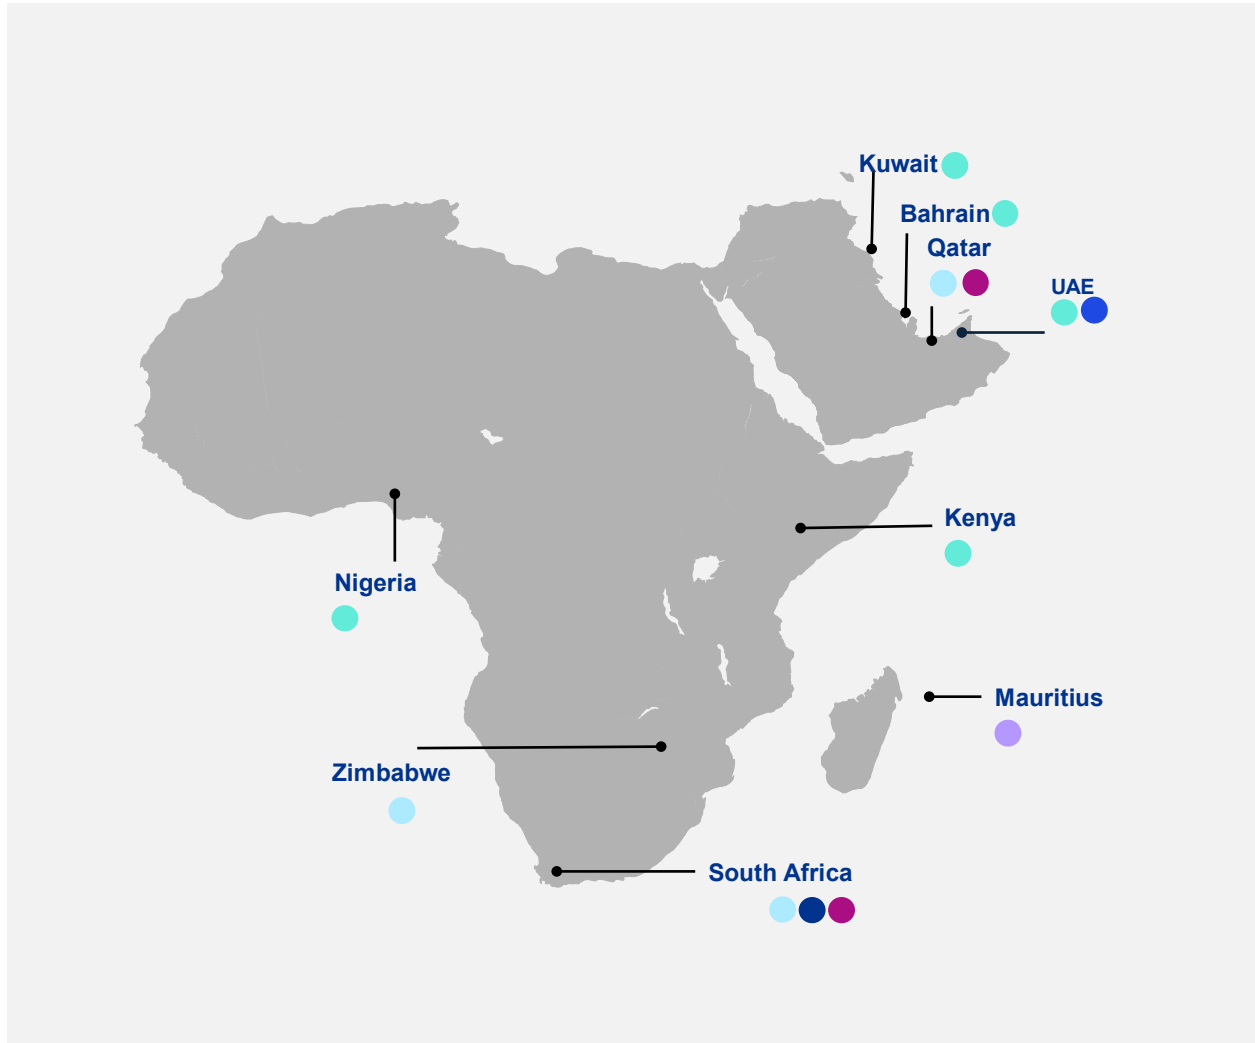 Kuwait
Bahrain
Qatar
UAE
Kenya
Nigeria
Mauritius
Zimbabwe
South Africa